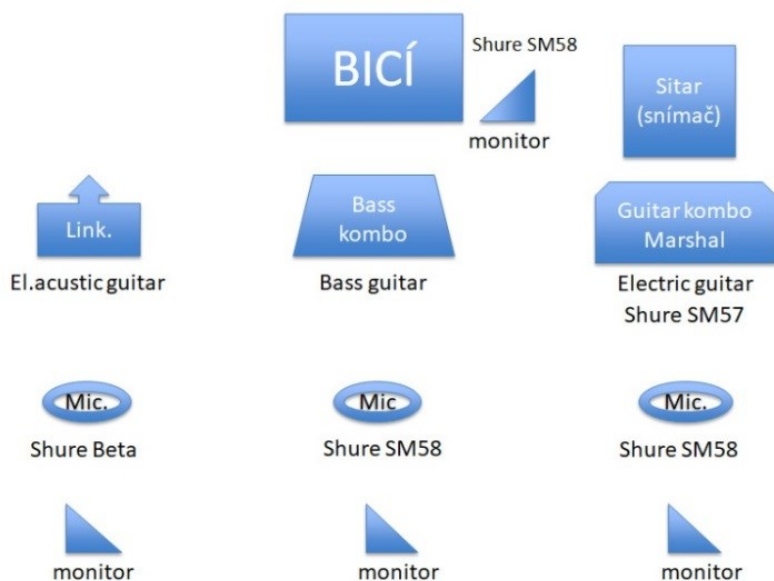 BICÍ
Shure SM58
monitor
Sitar
(snímač)
Link.
El.acustic guitar
Bass
kombo
Bass guitar
Guitar kombo
Marshal
Electric guitar
Shure SM57
Mic.
Shure Beta
Mic
Shure SM58
Mic.
Shure SM58
monitor
monitor
monitor